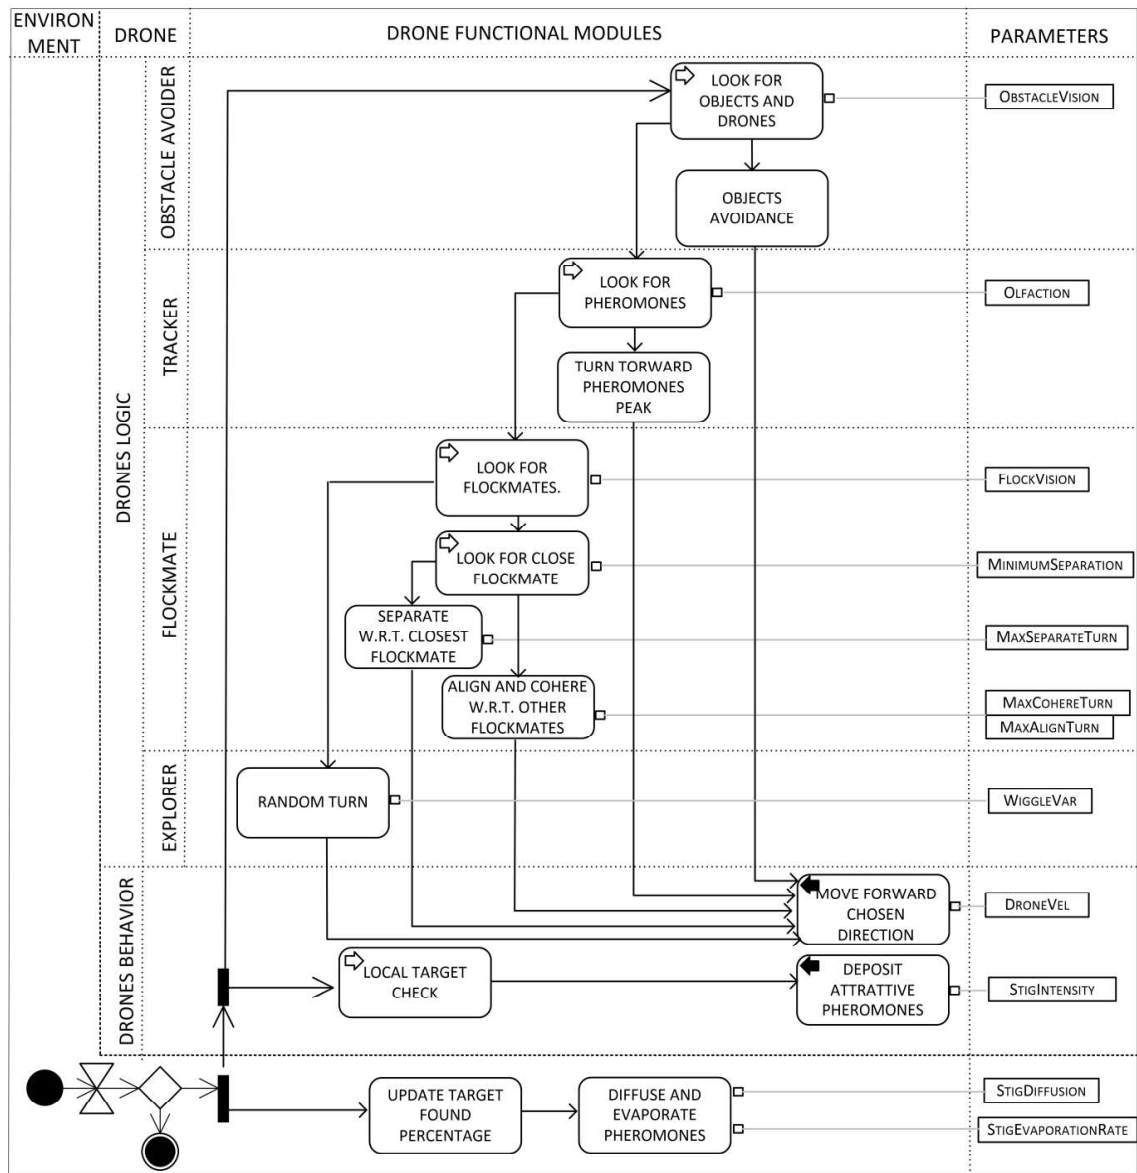 ENVIRON
MENT
DRONE
DRONE FUNCTIONAL MODULES
PARAMETERS
DRONES LOGIC
OBSTACLE AVOIDER
LOOK FOR
OBJECTS AND
DRONES
OBSTACLEVISION
OBJECTS
AVOIDANCE
TRACKER
LOOK FOR
PHEROMONES
OLFACTION
TURN TORWARD
PHEROMONES
PEAK
FLOCKMATE
LOOK FOR
FLOCKMATES.
FLOCKVISION
LOOK FOR CLOSE
FLOCKMATE
MINIMUMSEPARATION
SEPARATE
W.R.T. CLOSEST
FLOCKMATE
MAXSEPARATETURN
ALIGN AND COHERE
W.R.T. OTHER
FLOCKMATES
MAXCOHERETURN
MAXALIGNTURN
EXPLORER
RANDOM TURN
WIGGLEVAR
DRONES BEHAVIOR
MOVE FORWARD
CHOSEN
DIRECTION
DRONEVEL
LOCAL TARGET
CHECK
DEPOSIT
ATTRATTIVE
PHEROMONES
STIGINTENSITY
UPDATE TARGET
FOUND
PERCENTAGE
DIFFUSE AND
EVAPORATE
PHEROMONES
STIGDIFFUSION
STIGEVAPORATIONRATE